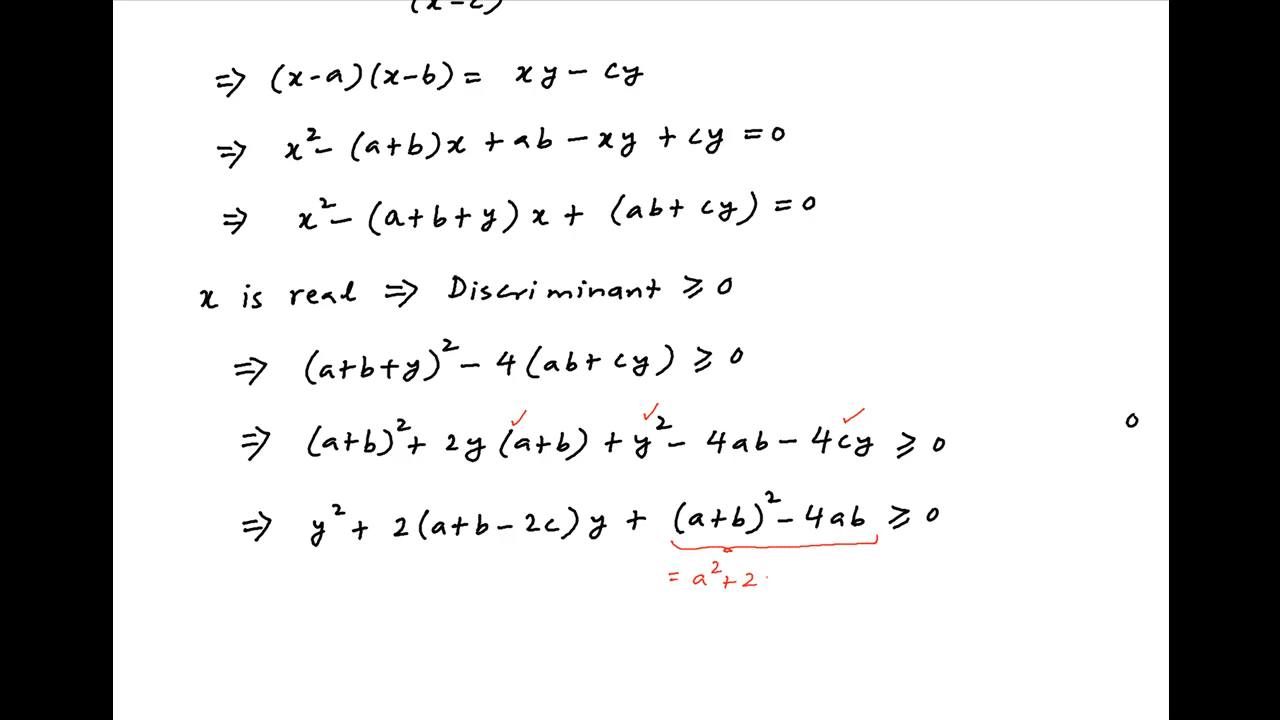 (x-c)
⇒ (x-a)(x-b) = xy - cy
⇒ x² - (a+b)x + ab - xy + cy = 0
⇒ x² - (a+b+y)x + (ab+cy) = 0
x is real ⇒ Discriminant ⩾ 0
⇒ (a+b+y)² - 4(ab+cy) ⩾ 0
⇒ (a+b)² + 2y(a+b) + y² - 4ab - 4cy ⩾ 0
0
⇒ y² + 2(a+b-2c)y + (a+b)² - 4ab ⩾ 0
= a² + 2